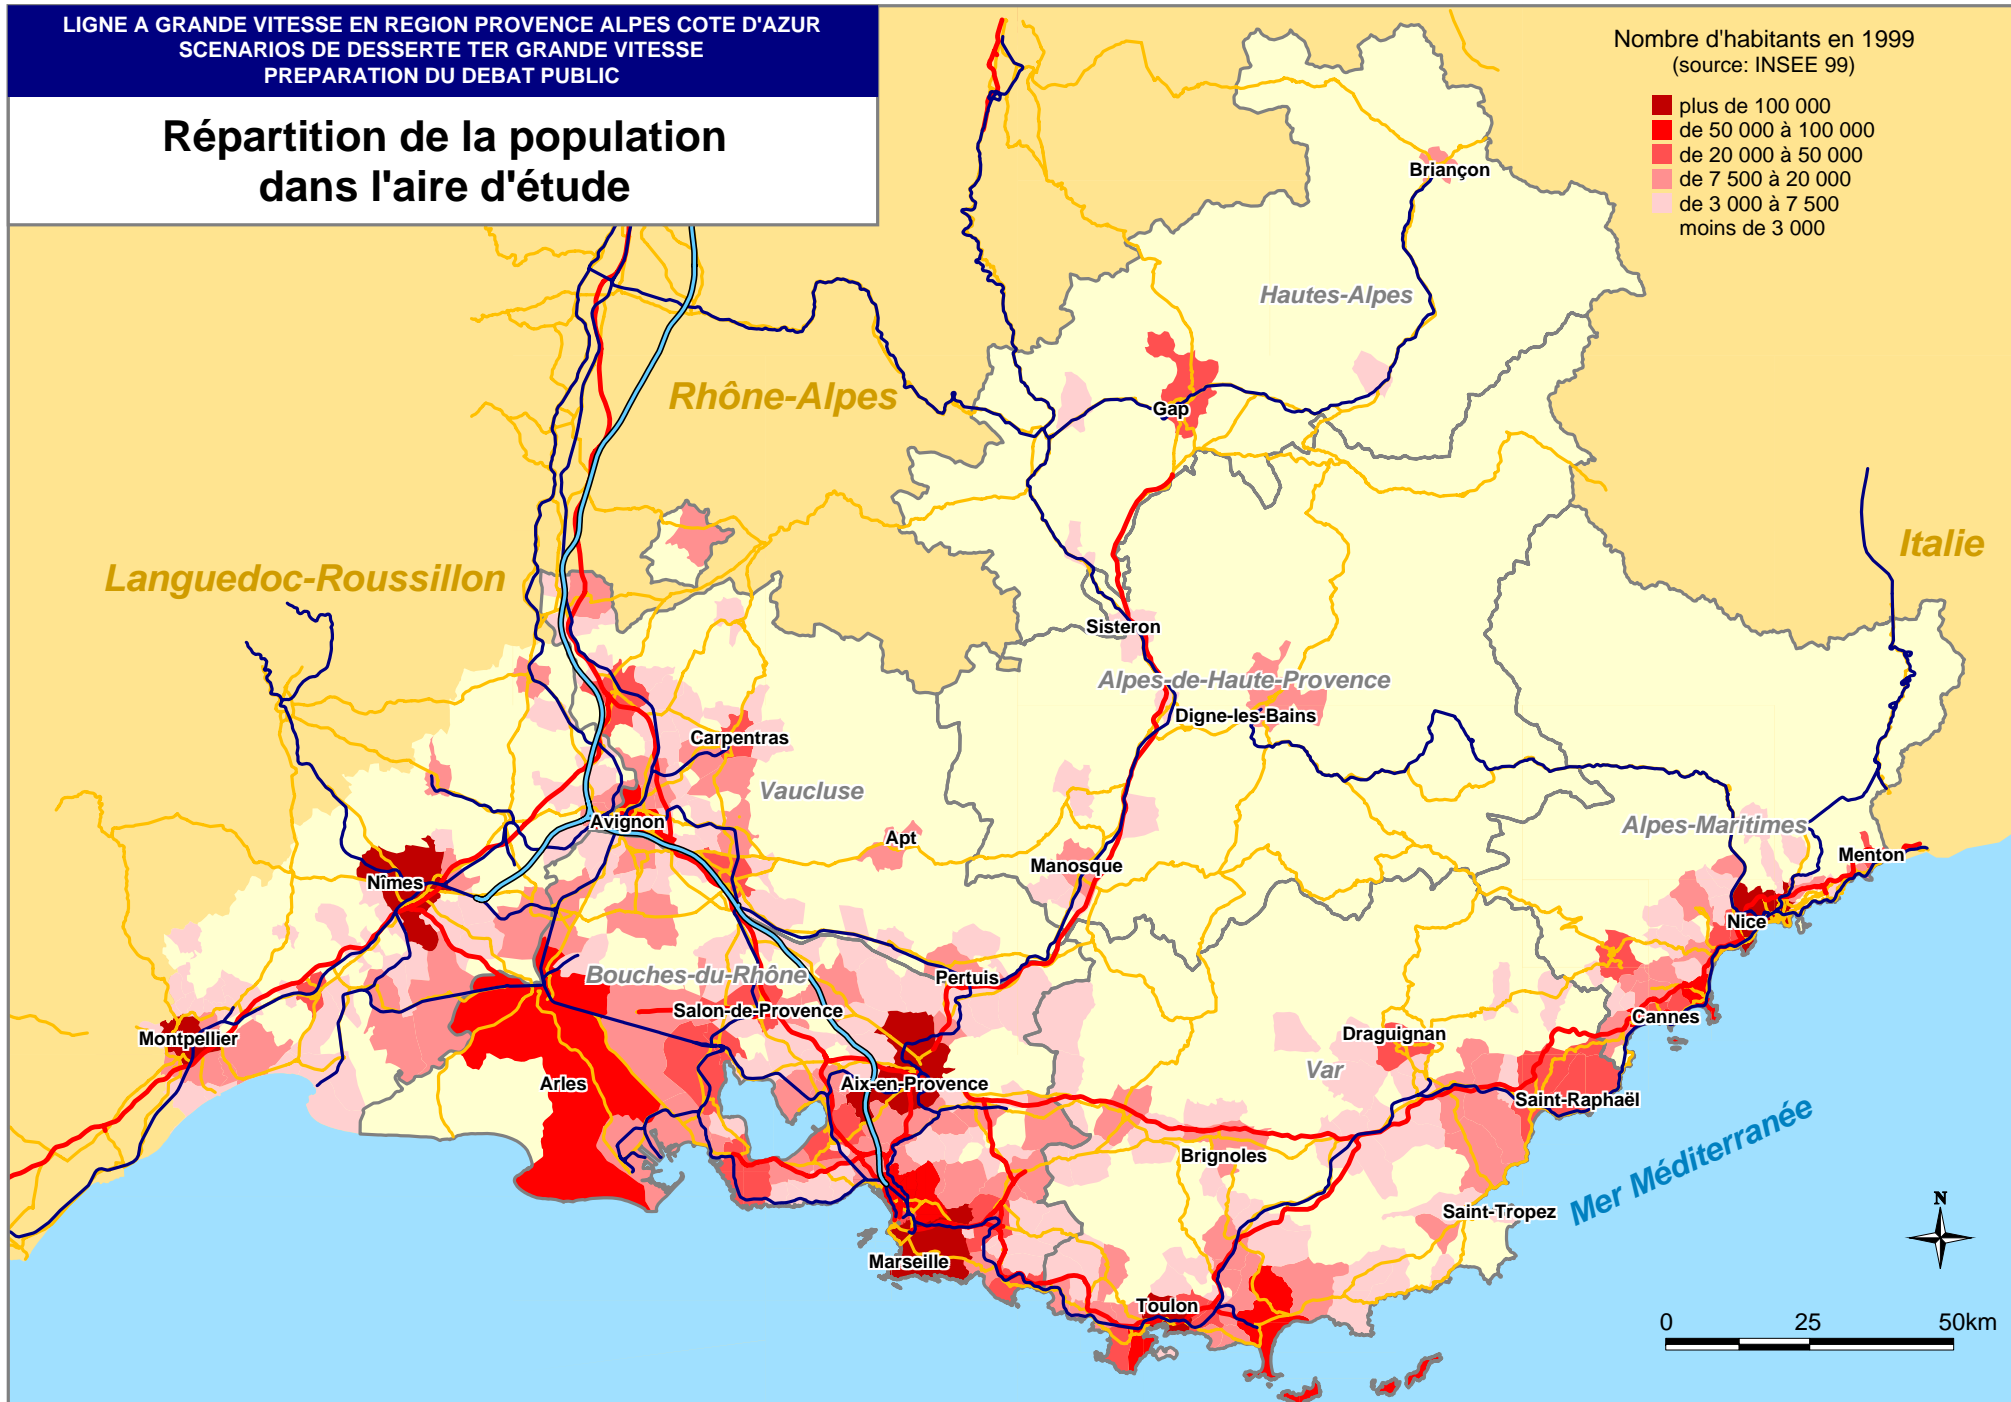 LIGNE A GRANDE VITESSE EN REGION PROVENCE ALPES COTE D'AZUR
SCENARIOS DE DESSERTE TER GRANDE VITESSE
PREPARATION DU DEBAT PUBLIC
Répartition de la population
dans l'aire d'étude
Nombre d'habitants en 1999
(source: INSEE 99)
plus de 100 000
de 50 000 à 100 000
de 20 000 à 50 000
de 7 500 à 20 000
de 3 000 à 7 500
moins de 3 000
Briançon
Hautes-Alpes
Rhône-Alpes
Gap
Italie
Languedoc-Roussillon
Sisteron
Alpes-de-Haute-Provence
Digne-les-Bains
Carpentras
Vaucluse
Avignon
Apt
Alpes-Maritimes
Menton
Manosque
Nîmes
Nice
Bouches-du-Rhône
Pertuis
Salon-de-Provence
Cannes
Montpellier
Draguignan
Var
Arles
Aix-en-Provence
Saint-Raphaël
Brignoles
Mer Méditerranée
Saint-Tropez
N
Marseille
Toulon
0 25 50km